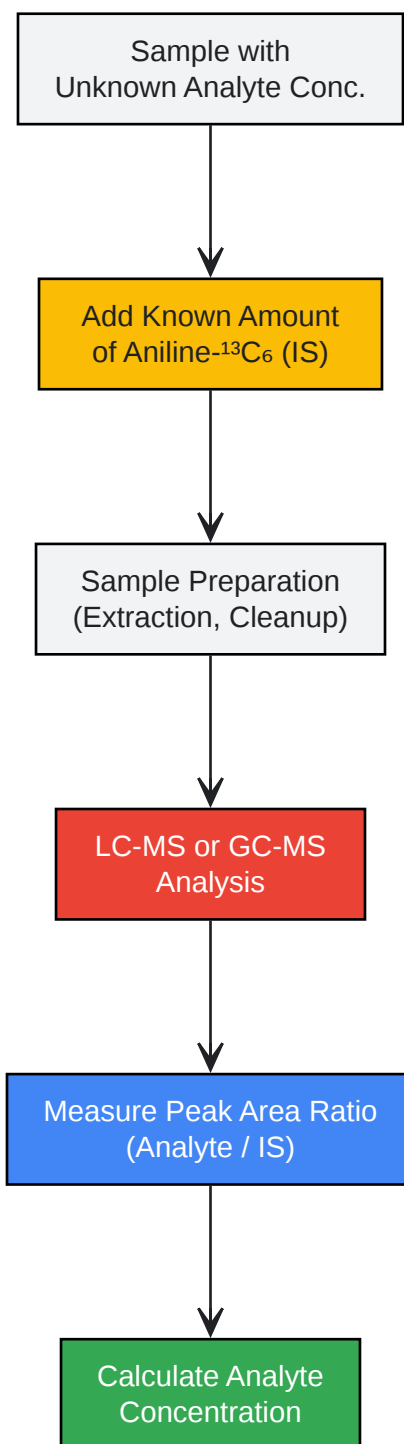 Sample with
Unknown Analyte Conc.
Add Known Amount
of Aniline-¹³C₆ (IS)
Sample Preparation
(Extraction, Cleanup)
LC-MS or GC-MS
Analysis
Measure Peak Area Ratio
(Analyte / IS)
Calculate Analyte
Concentration